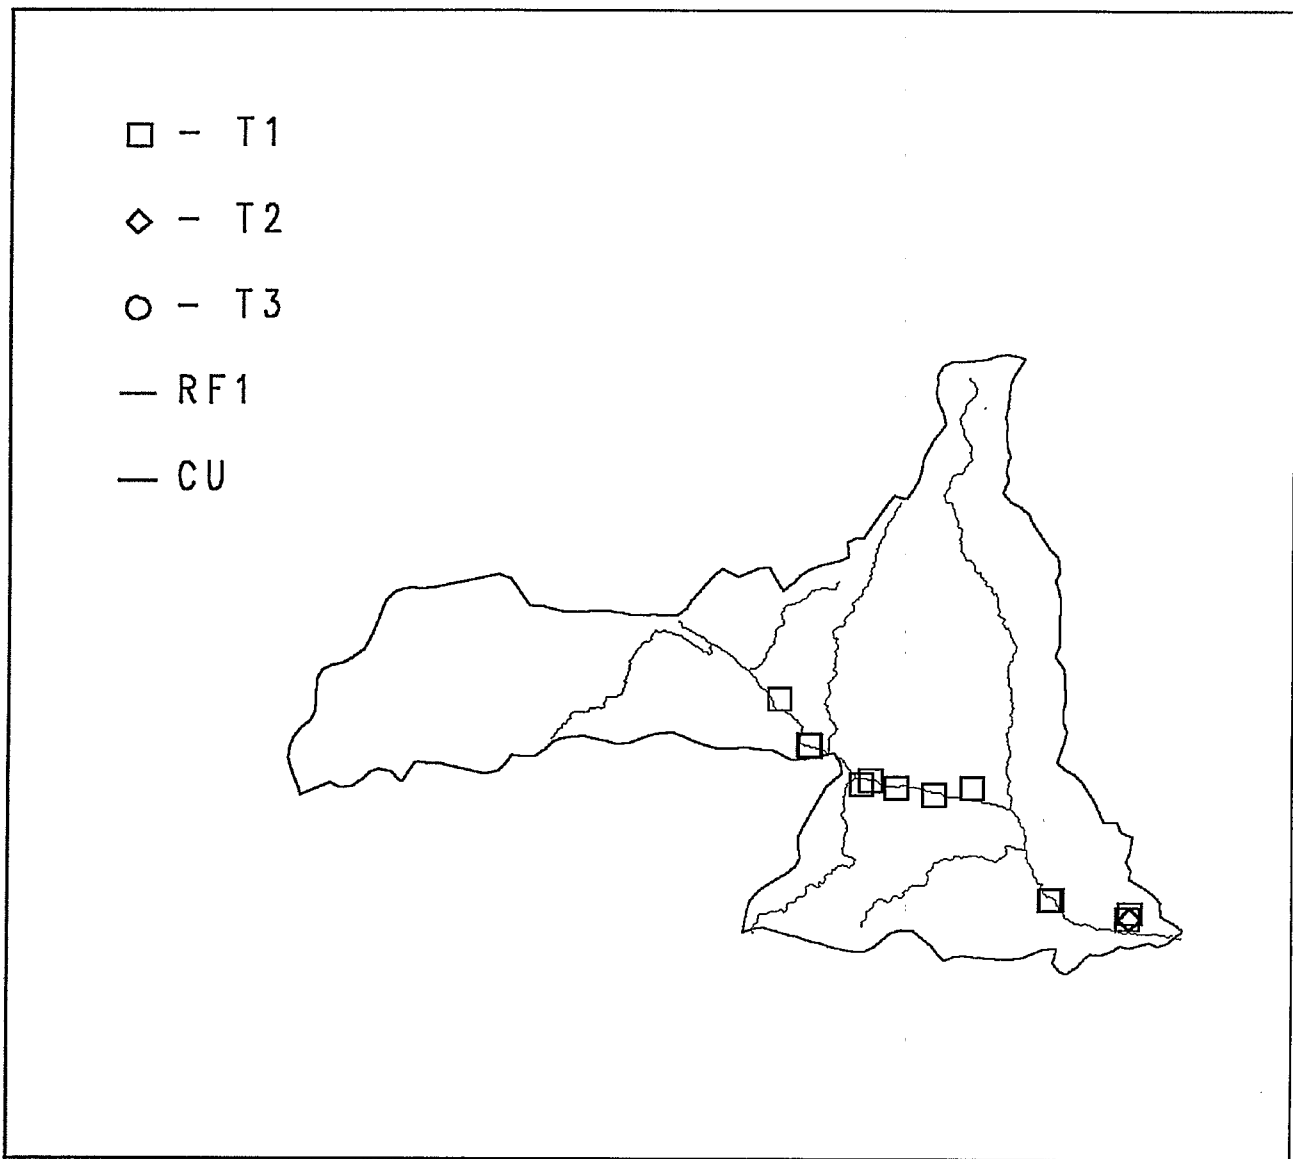 □ - T1
◇ - T2
○ - T3
— RF1
— CU